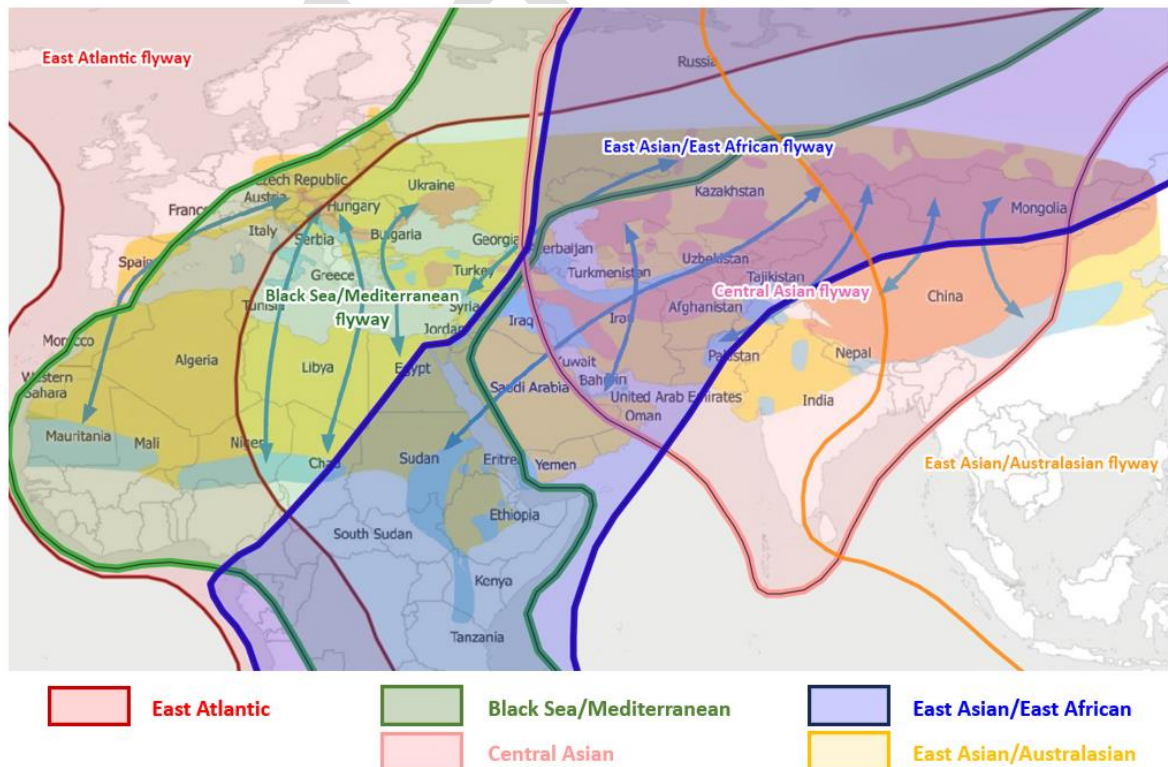 East Atlantic flyway
Russia
East Asian/East African flyway
Czech Republic
Ukraine
Kazakhstan
Austria
France
Hungary
Mongolia
Italy
Serbia
Bulgaria
Georgia
Azerbaijan
Uzbekistan
Spain
Greece
Turkey
Turkmenistan
Tajikistan
Black Sea/Mediterranean
flyway
Tunisi
Syria
Central Asian flyway
China
Iraq
Iran
Afghanistan
Jordan
Morocco
Algeria
Libya
Egypt
Kuwait
Pakistan
Nepal
Western
Sahara
Saudi Arabia
Bahrain
United Arab Emirates
India
Oman
Mauritania
Mali
Niger
Chad
Sudan
Eritre
Yemen
East Asian/Australasian flyway
Ethiopia
South Sudan
Kenya
Tanzania
East Atlantic
Black Sea/Mediterranean
East Asian/East African
Central Asian
East Asian/Australasian